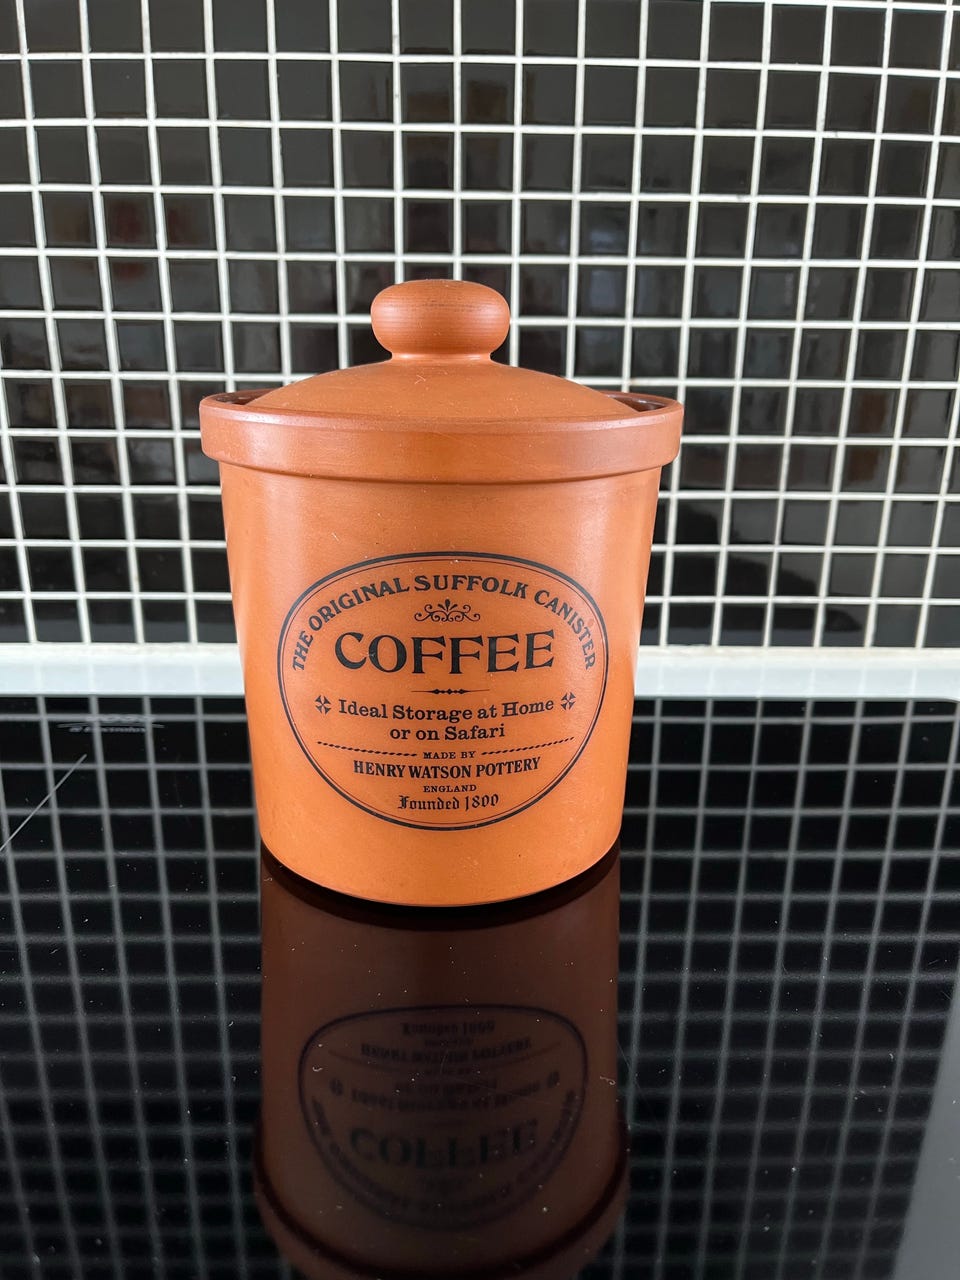 THE ORIGINAL SUFFOLK CANISTER
COFFEE
Ideal Storage at Home
or on Safari
MADE BY
HENRY WATSON POTTERY
ENGLAND
Founded 1800